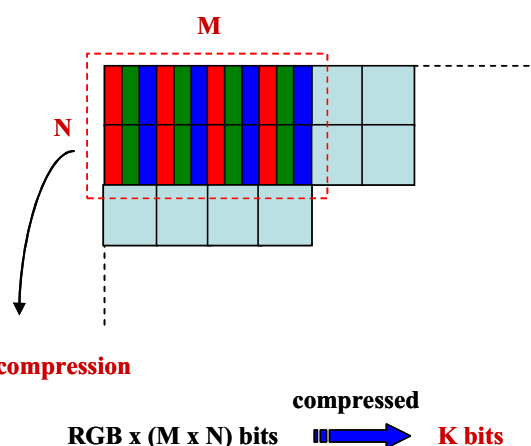 M
N
compression
compressed
RGB x (M x N) bits
K bits